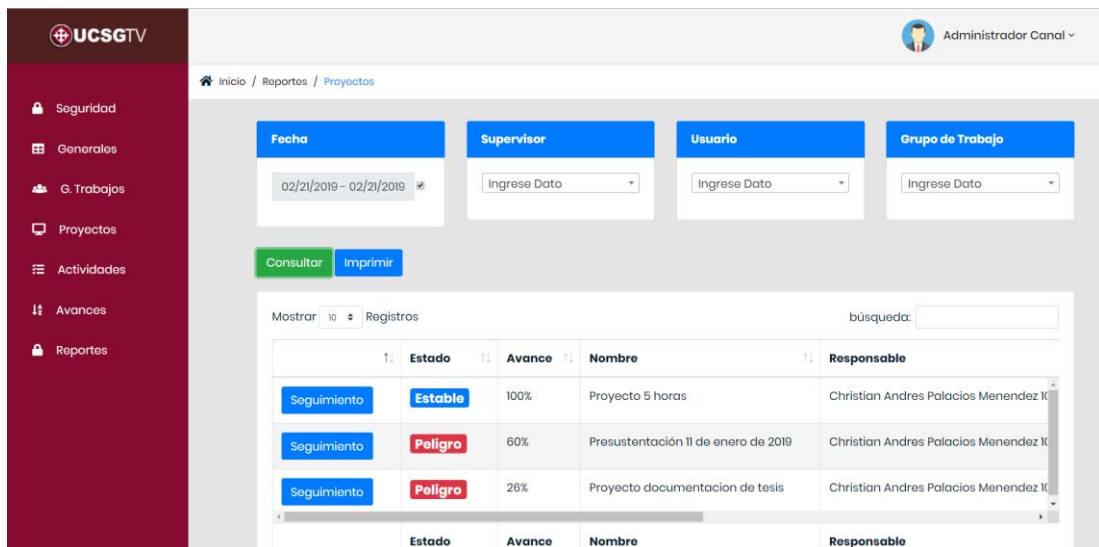 UCSGTV
Administrador Canal
Inicio / Reportes / Proyectos
Seguridad
Generales
G. Trabajos
Proyectos
Actividades
Avances
Reportes
Fecha
02/21/2019 - 02/21/2019
Supervisor
Ingrese Dato
Usuario
Ingrese Dato
Grupo de Trabajo
Ingrese Dato
Consultar Imprimir
Mostrar 10 Registros búsqueda:
Estado Avance Nombre Responsable
Seguimiento Estable 100% Proyecto 5 horas Christian Andres Palacios Menendez
Seguimiento Peligro 60% Presustentación 11 de enero de 2019 Christian Andres Palacios Menendez
Seguimiento Peligro 26% Proyecto documentacion de tesis Christian Andres Palacios Menendez
Estado Avance Nombre Responsable